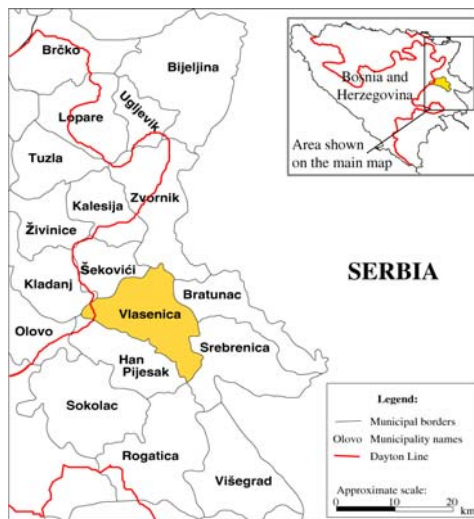 Brčko
Bijeljina
Ugljevik
Lopare
Tuzla
Zvornik
Kalesija
Živinice
Šekovići
Kladanj
Bratunac
Vlasenica
Olovo
Srebrenica
Han
Pijesak
Sokolac
Rogatica
Višegrad
Bosnia and
Herzegovina
Area shown
on the main map
SERBIA
Legend:
Municipal borders
Olovo Municipality names
Dayton Line
Approximate scale:
0 10 20
km